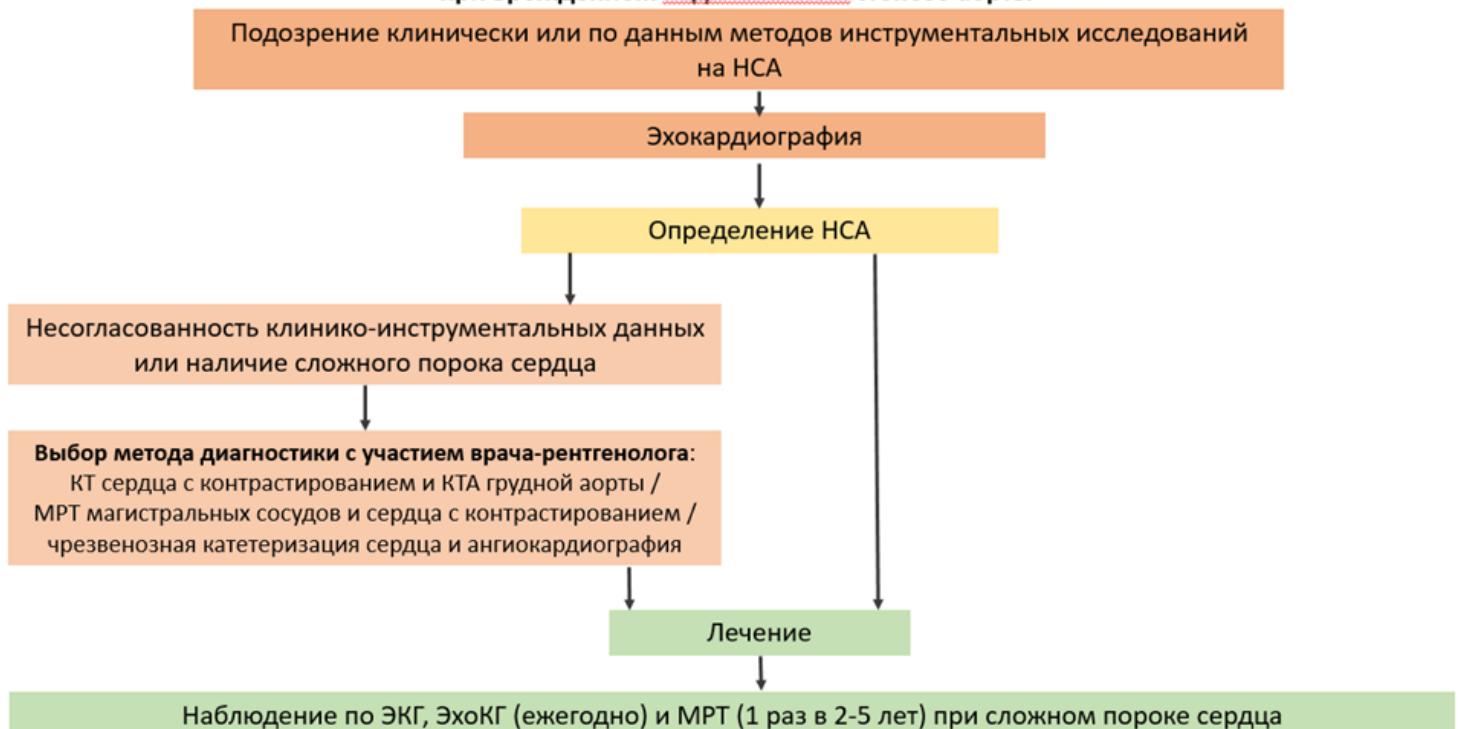 Подозрение клинически или по данным методов инструментальных исследований
на НСА
Эхокардиография
Определение НСА
Несогласованность клинико-инструментальных данных
или наличие сложного порока сердца
Выбор метода диагностики с участием врача-рентгенолога:
КТ сердца с контрастированием и КТА грудной аорты /
МРТ магистральных сосудов и сердца с контрастированием /
чрезвенозная катетеризация сердца и ангиокардиография
Лечение
Наблюдение по ЭКГ, ЭхоКГ (ежегодно) и МРТ (1 раз в 2-5 лет) при сложном пороке сердца